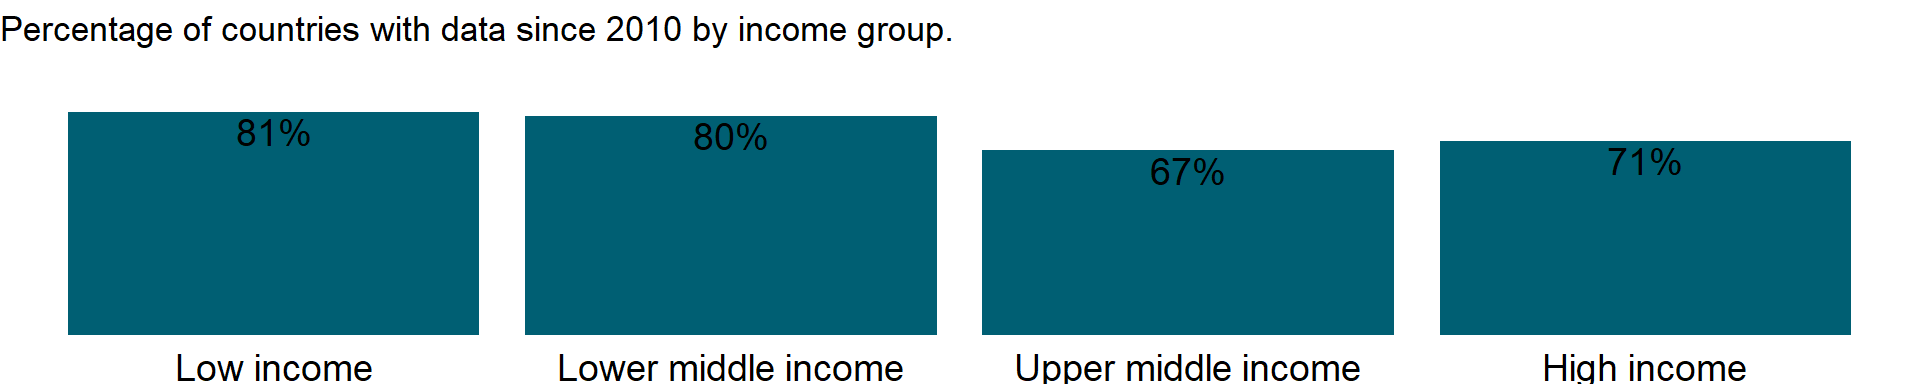 Percentage of countries with data since 2010 by income group.
81%
80%
67%
71%
Low income
Lower middle income
Upper middle income
High income